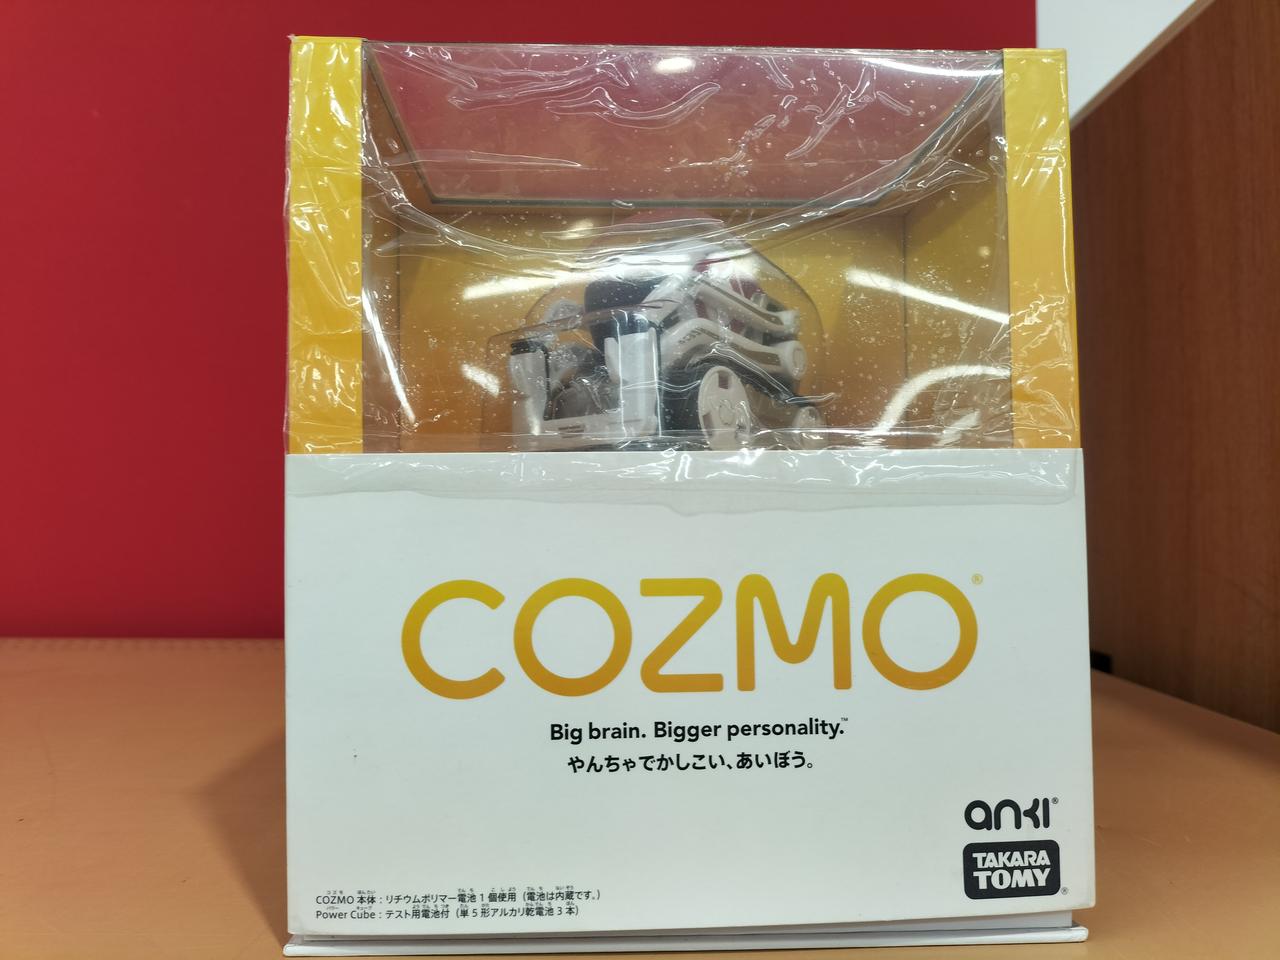 COZMO®
Big brain. Bigger personality.™
やんちゃでかしこい、あいぼう。
anki®
TAKARA TOMY®
COZMO 本体：リチウムポリマー電池 1 個使用（電池は内蔵です。）
Power Cube：テスト用電池付（単 5 形アルカリ乾電池 3 本）